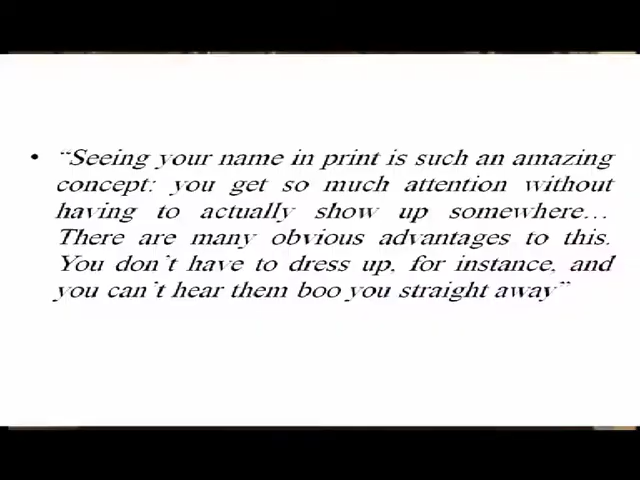 • “Seeing your name in print is such an amazing
concept: you get so much attention without
having to actually show up somewhere…
There are many obvious advantages to this.
You don’t have to dress up, for instance, and
you can’t hear them boo you straight away”